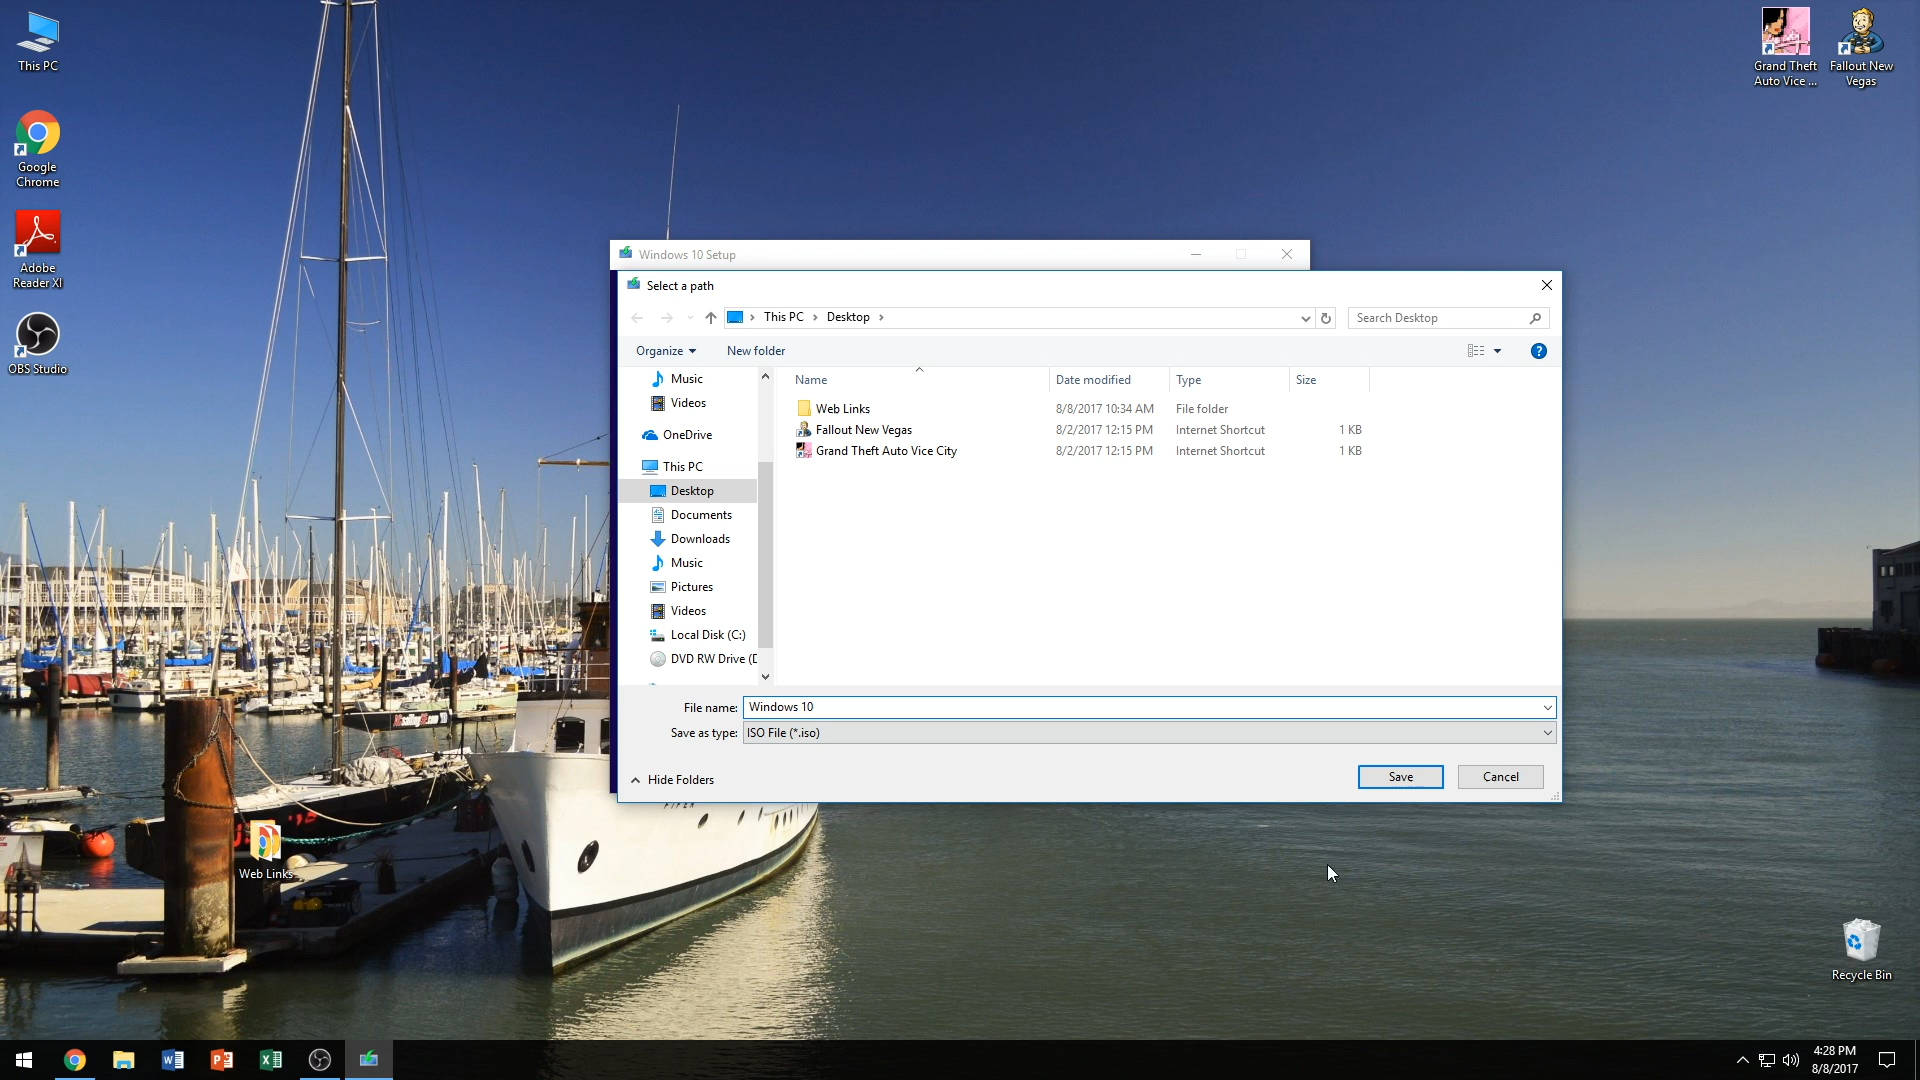 This PC
Google
Chrome
Adobe
Reader XI
OBS Studio
Grand Theft
Auto Vice ...
Fallout New
Vegas
Windows 10 Setup
Select a path
This PC > Desktop >
Search Desktop
Organize
New folder
Name
Date modified
Type
Size
Web Links 8/8/2017 10:34 AM File folder
Fallout New Vegas 8/2/2017 12:15 PM Internet Shortcut 1 KB
Grand Theft Auto Vice City 8/2/2017 12:15 PM Internet Shortcut 1 KB
Music
Videos
OneDrive
This PC
Desktop
Documents
Downloads
Music
Pictures
Videos
Local Disk (C:)
DVD RW Drive (D
File name: Windows 10
Save as type: ISO File (*.iso)
Hide Folders
Save
Cancel
Web Links
Recycle Bin
4:28 PM
8/8/2017